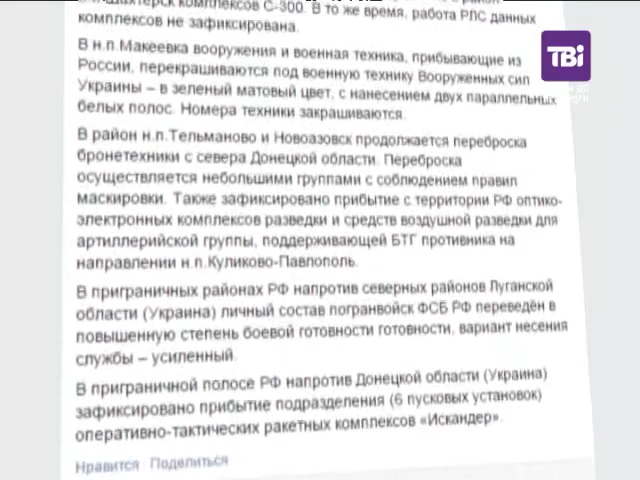 Шахтерск комплексов С-300. В то же время, работа РЛС данных
комплексов не зафиксирована.
В н.п.Макеевка вооружения и военная техника, прибывающие из
России, перекрашиваются под военную технику Вооруженных сил
Украины – в зеленый матовый цвет, с нанесением двух параллельных
белых полос. Номера техники закрашиваются.
В район н.п.Тельманово и Новоазовск продолжается переброска
бронетехники с севера Донецкой области. Переброска
осуществляется небольшими группами с соблюдением правил
маскировки. Также зафиксировано прибытие с территории РФ оптико-
электронных комплексов разведки и средств воздушной разведки для
артиллерийской группы, поддерживающей БТГ противника на
направлении н.п.Куликово-Павлополь.
В приграничных районах РФ напротив северных районов Луганской
области (Украина) личный состав погранвойск ФСБ РФ переведён в
повышенную степень боевой готовности готовности, вариант несения
службы – усиленный.
В приграничной полосе РФ напротив Донецкой области (Украина)
зафиксировано прибытие подразделения (6 пусковых установок)
оперативно-тактических ракетных комплексов «Искандер».
Нравится Поделиться
ТВі